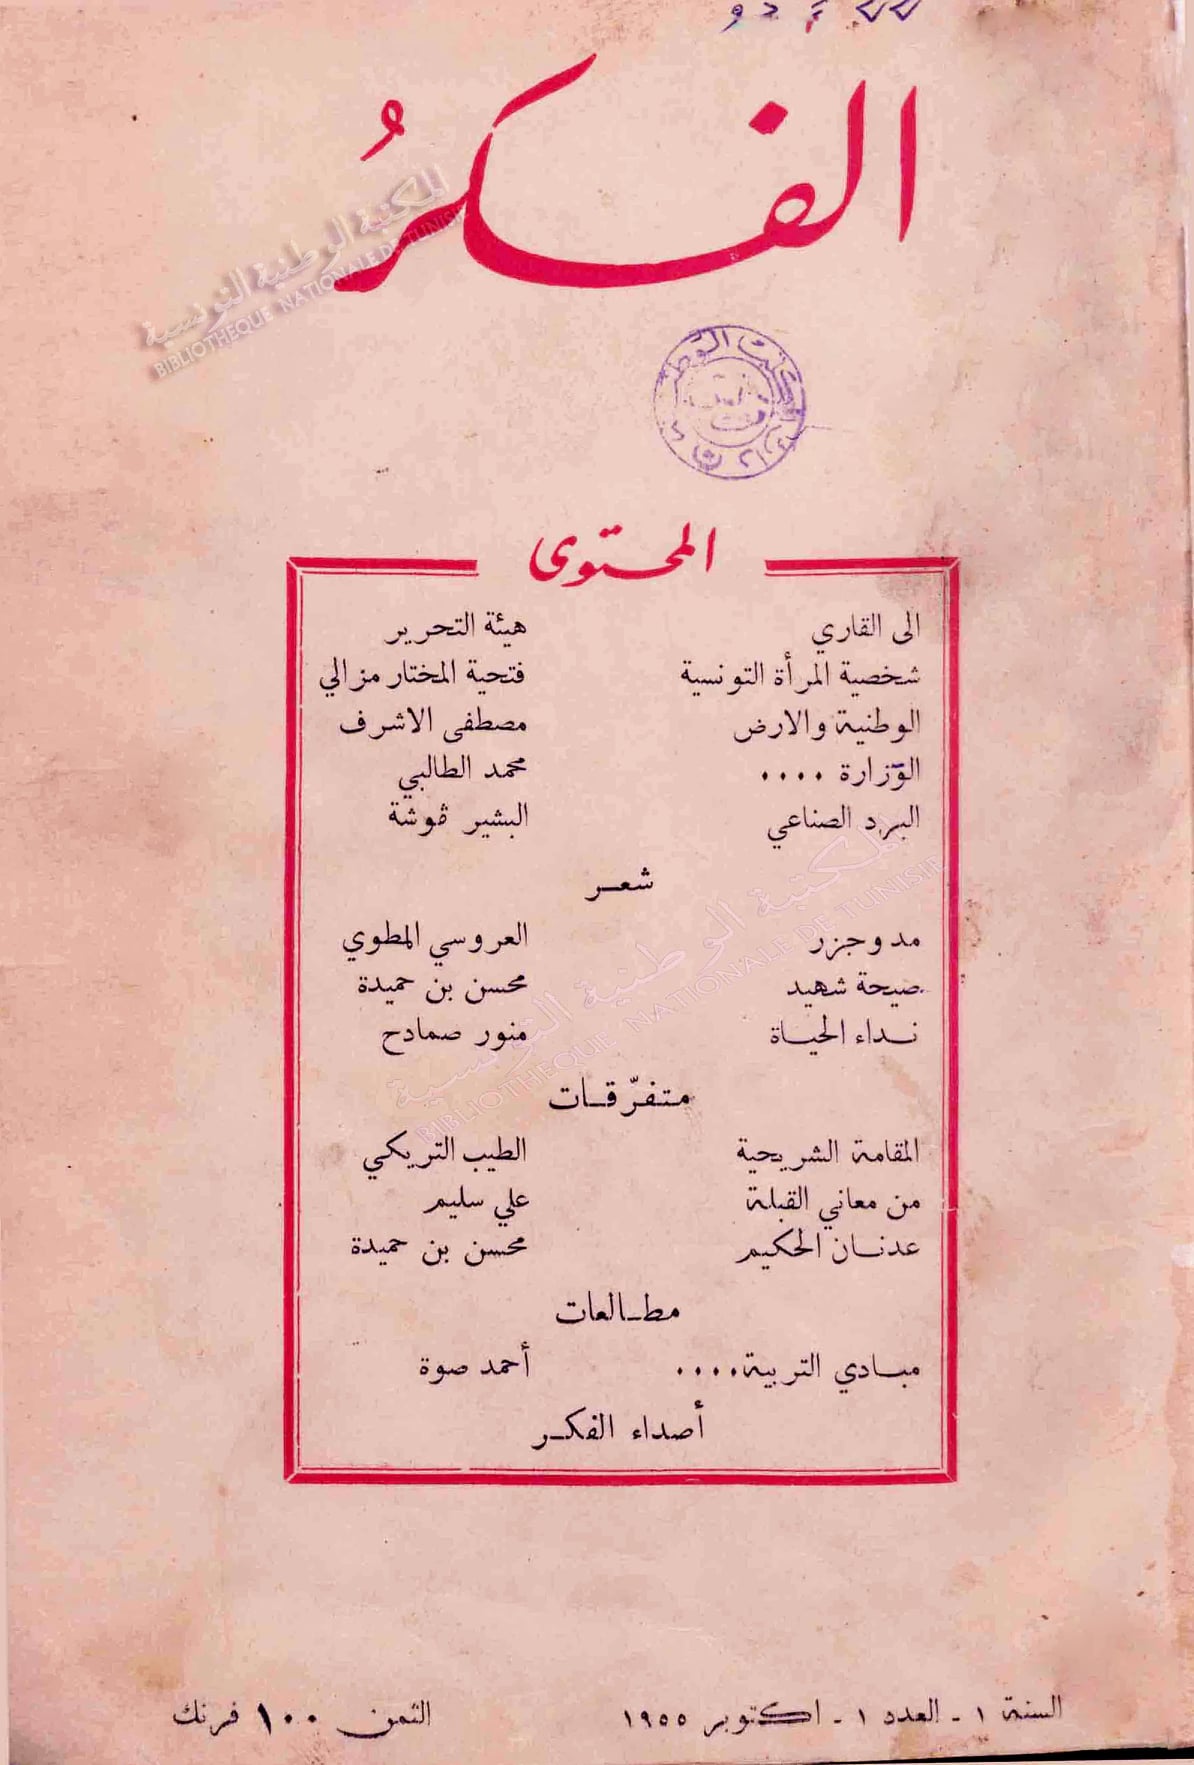 الفكرُ
المكتبة الوطنية التونسية
BIBLIOTHEQUE NATIONALE DE TUNISIE
المحتوى
الى القاري هيئة التحرير
شخصية المرأة التونسية فتحية المختار مزالي
الوطنية والارض مصطفى الاشرف
الوزارة .... محمد الطالبي
البرد الصناعي البشير ڨوشة
شعر
مد وجزر العروسي المطوي
صيحة شهيد محسن بن حميدة
نداء الحياة منور صمادح
متفرّقات
المقامة الشريحية الطيب التريكي
من معاني القبلة علي سليم
عدنان الحكيم محسن بن حميدة
مطالعات
مبادي التربية.... أحمد صوة
أصداء الفكر
المكتبة الوطنية التونسية
BIBLIOTHEQUE NATIONALE DE TUNISIE
السنة ١ - العدد ١ - اكتوبر ١٩٥٥ الثمن ١٠٠ فرنك